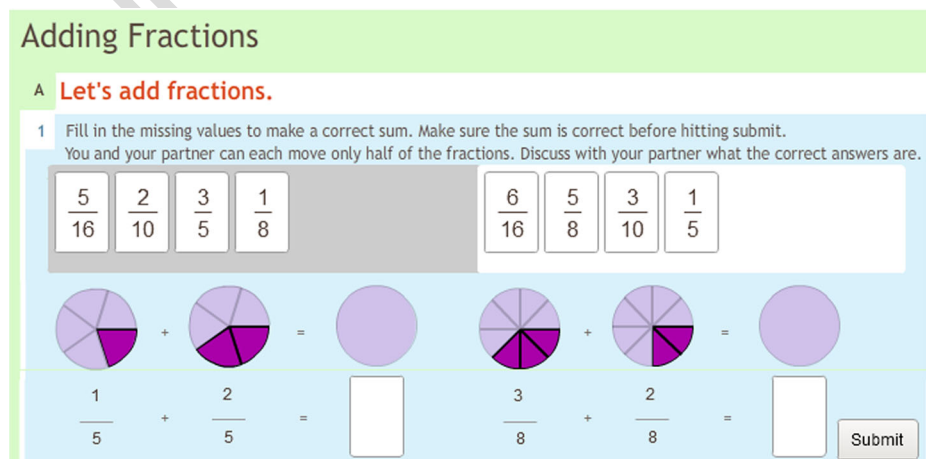 Adding Fractions
A Let's add fractions.
1 Fill in the missing values to make a correct sum. Make sure the sum is correct before hitting submit.
You and your partner can each move only half of the fractions. Discuss with your partner what the correct answers are.
5/16 2/10 3/5 1/8 6/16 5/8 3/10 1/5
+ = + =
1/5 + 2/5 = 3/8 + 2/8 =
Submit